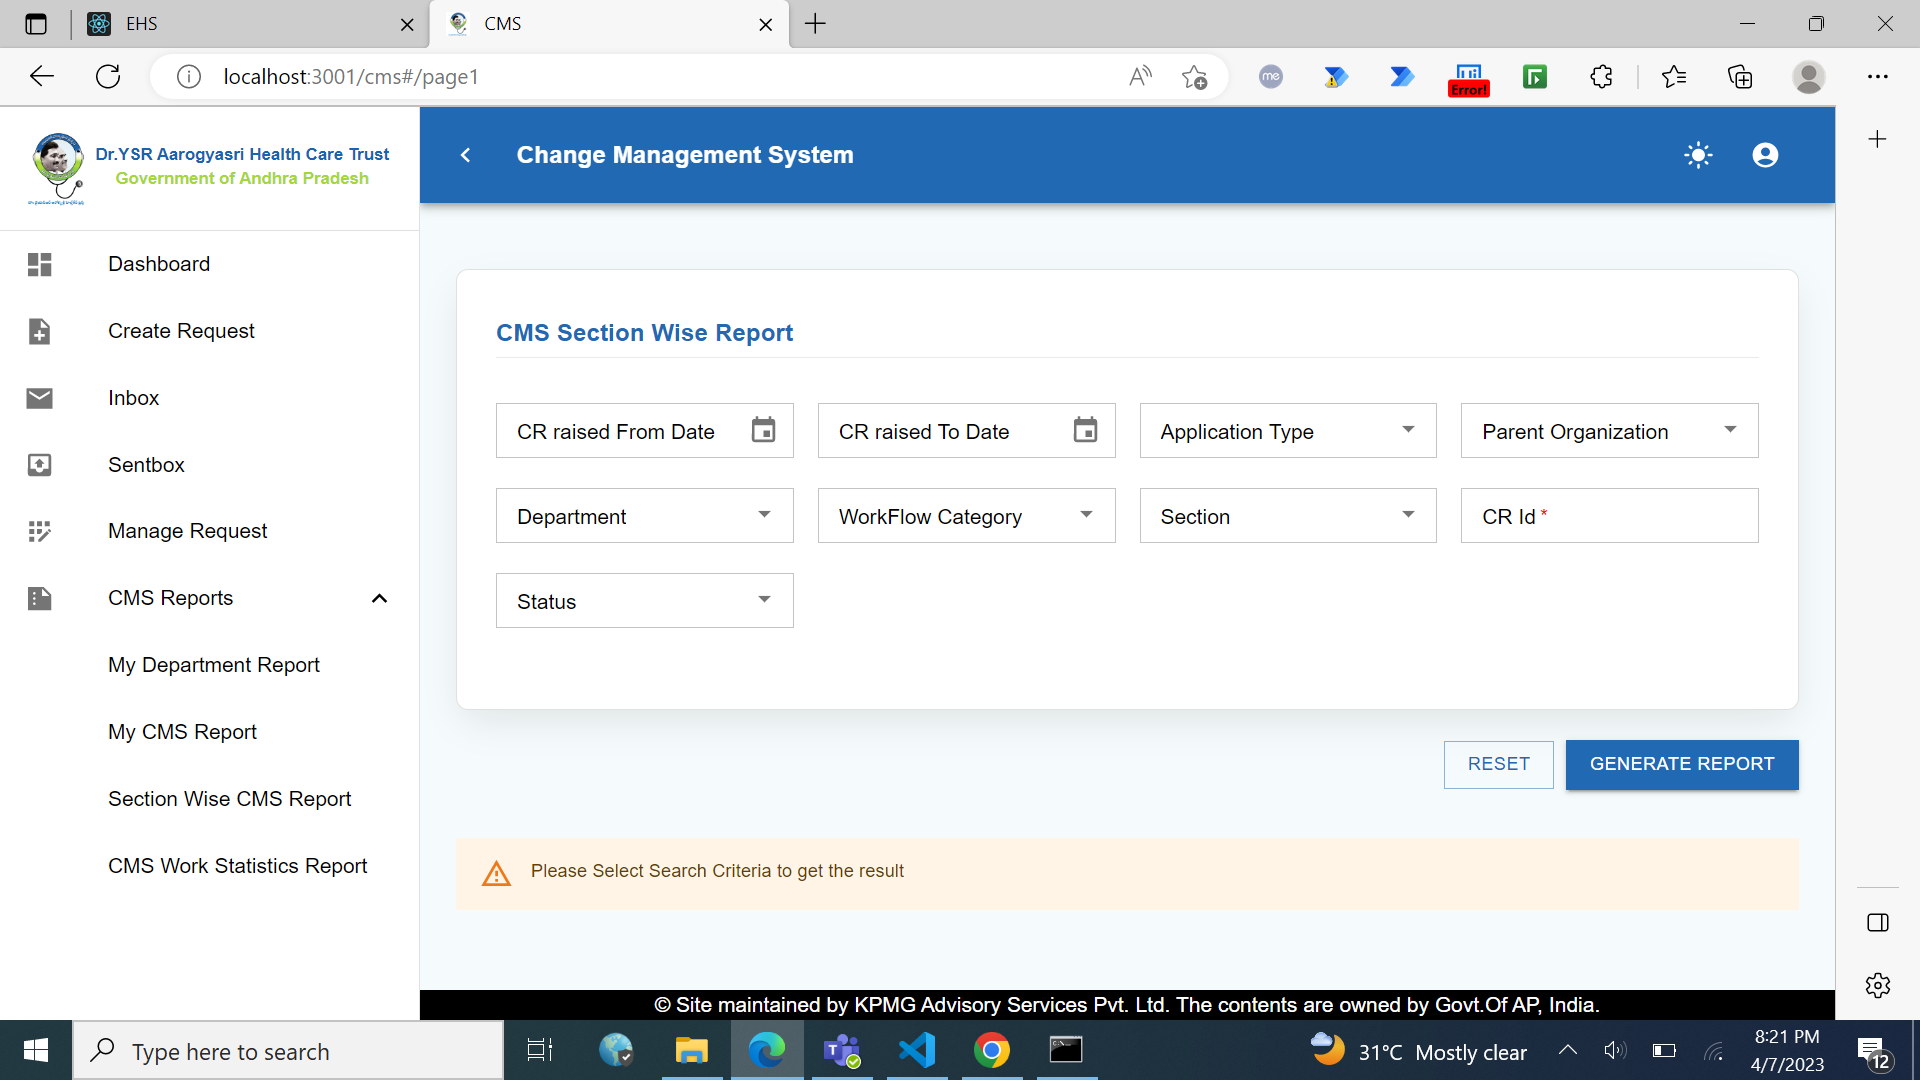 EHS
CMS
localhost:3001/cms#/page1
me
Error!
Dr.YSR Aarogyasri Health Care Trust
Government of Andhra Pradesh
Change Management System
Dashboard
Create Request
Inbox
Sentbox
Manage Request
CMS Reports
My Department Report
My CMS Report
Section Wise CMS Report
CMS Work Statistics Report
CMS Section Wise Report
CR raised From Date
CR raised To Date
Application Type
Parent Organization
Department
WorkFlow Category
Section
CR Id *
Status
RESET
GENERATE REPORT
Please Select Search Criteria to get the result
© Site maintained by KPMG Advisory Services Pvt. Ltd. The contents are owned by Govt.Of AP, India.
Type here to search
31°C Mostly clear
8:21 PM
4/7/2023
12